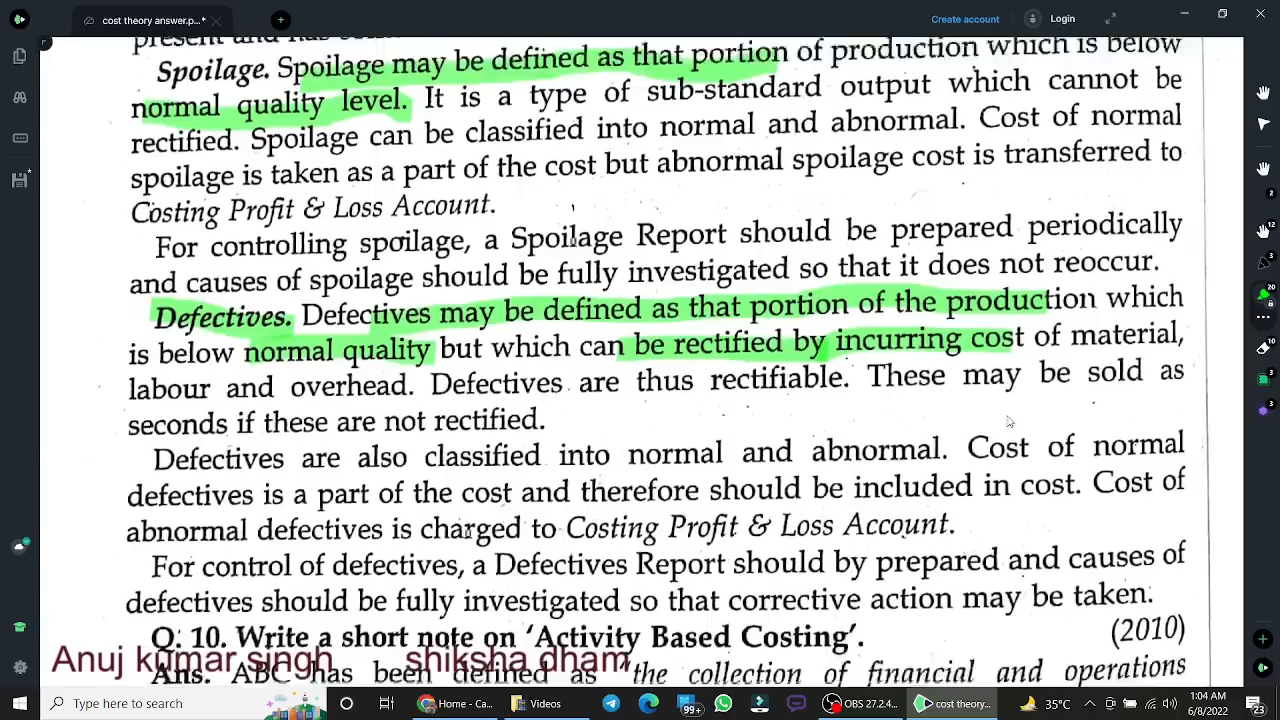 cost theory answer.p...
Create account
Login
present and has
Spoilage. Spoilage may be defined as that portion of production which is below
normal quality level. It is a type of sub-standard output which cannot be
rectified. Spoilage can be classified into normal and abnormal. Cost of normal
spoilage is taken as a part of the cost but abnormal spoilage cost is transferred to
Costing Profit & Loss Account.
For controlling spoilage, a Spoilage Report should be prepared periodically
and causes of spoilage should be fully investigated so that it does not reoccur.
Defectives. Defectives may be defined as that portion of the production which
is below normal quality but which can be rectified by incurring cost of material,
labour and overhead. Defectives are thus rectifiable. These may be sold as
seconds if these are not rectified.
Defectives are also classified into normal and abnormal. Cost of normal
defectives is a part of the cost and therefore should be included in cost. Cost of
abnormal defectives is charged to Costing Profit & Loss Account.
For control of defectives, a Defectives Report should by prepared and causes of
defectives should be fully investigated so that corrective action may be taken.
Q. 10. Write a short note on 'Activity Based Costing'. (2010)
Anuj kumar singh shiksha dham
Ans. ABC has been defined as "the collection of financial and operations
2
12
3
20
10
3
3
Type here to search
Home - Ca...
Videos
99+
OBS 27.2.4...
cost theory...
35°C
ENG
1:04 AM
6/8/2022
23